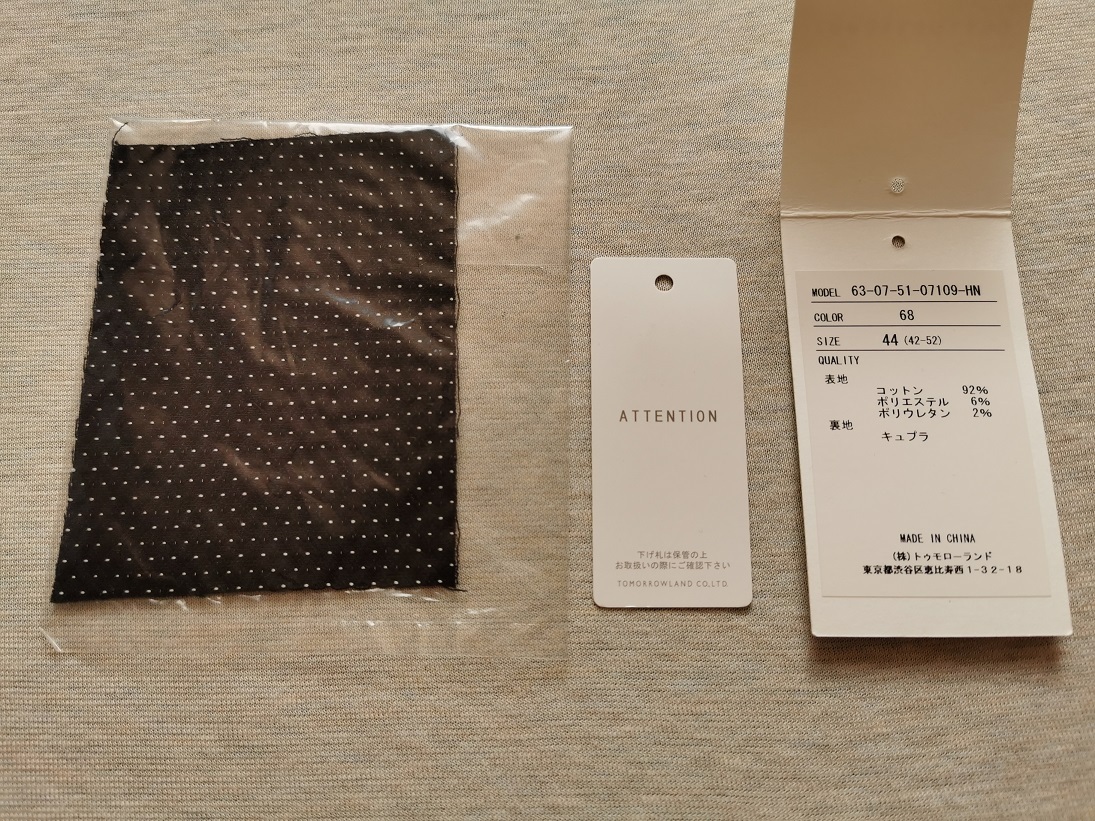 ATTENTION
下げ札は保管の上
お取扱いの際にご確認下さい
TOMORROWLAND CO.,LTD.
MODEL 63-07-51-07109-HN
COLOR 68
SIZE 44 (42-52)
QUALITY
表地
コットン 92%
ポリエステル 6%
ポリウレタン 2%
裏地
キュプラ
MADE IN CHINA
(株)トゥモローランド
東京都渋谷区恵比寿西1-32-18